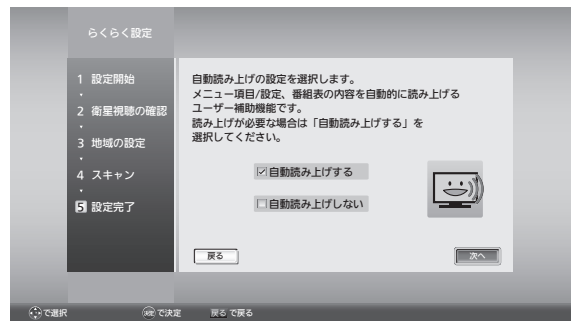 らくらく設定
1 設定開始
2 衛星視聴の確認
3 地域の設定
4 スキャン
5 設定完了
自動読み上げの設定を選択します。
メニュー項目/設定、番組表の内容を自動的に読み上げる
ユーザー補助機能です。
読み上げが必要な場合は「自動読み上げする」を
選択してください。
自動読み上げする
自動読み上げしない
戻る
次へ
で選択 決定 で決定 戻る で戻る